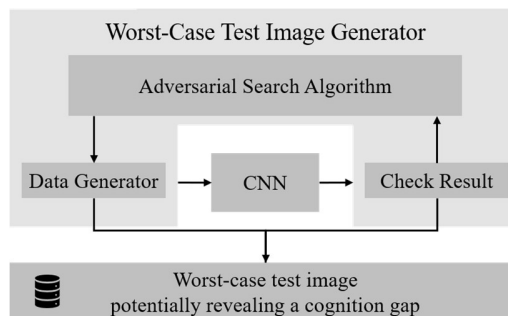 Worst-Case Test Image Generator
Adversarial Search Algorithm
Data Generator
CNN
Check Result
Worst-case test image
potentially revealing a cognition gap